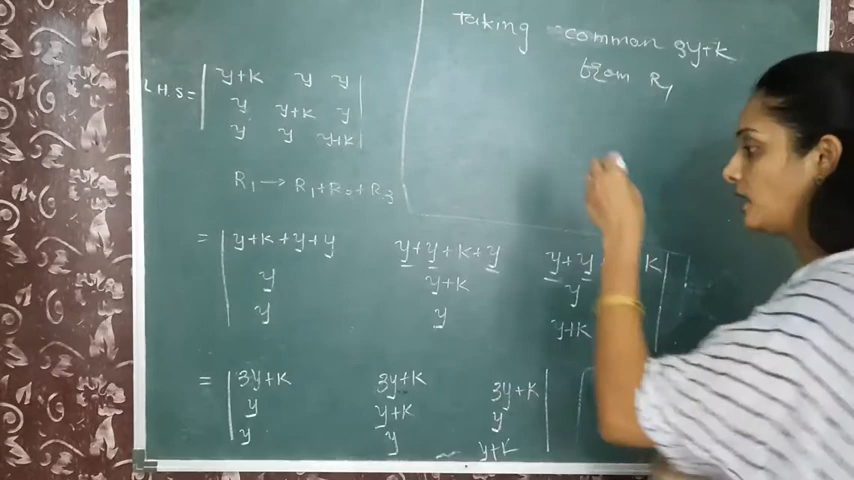 Taking common 3y+k
from R₁
L.H.S = | y+k y y |
| y y+k y |
| y y y+k |
R₁ → R₁+R₂+R₃
= | y+k+y+y y+y+k+y y+y k |
| y y+k y |
| y y y+k |
= | 3y+k 3y+k 3y+k |
| y y+k y |
| y y y+k |